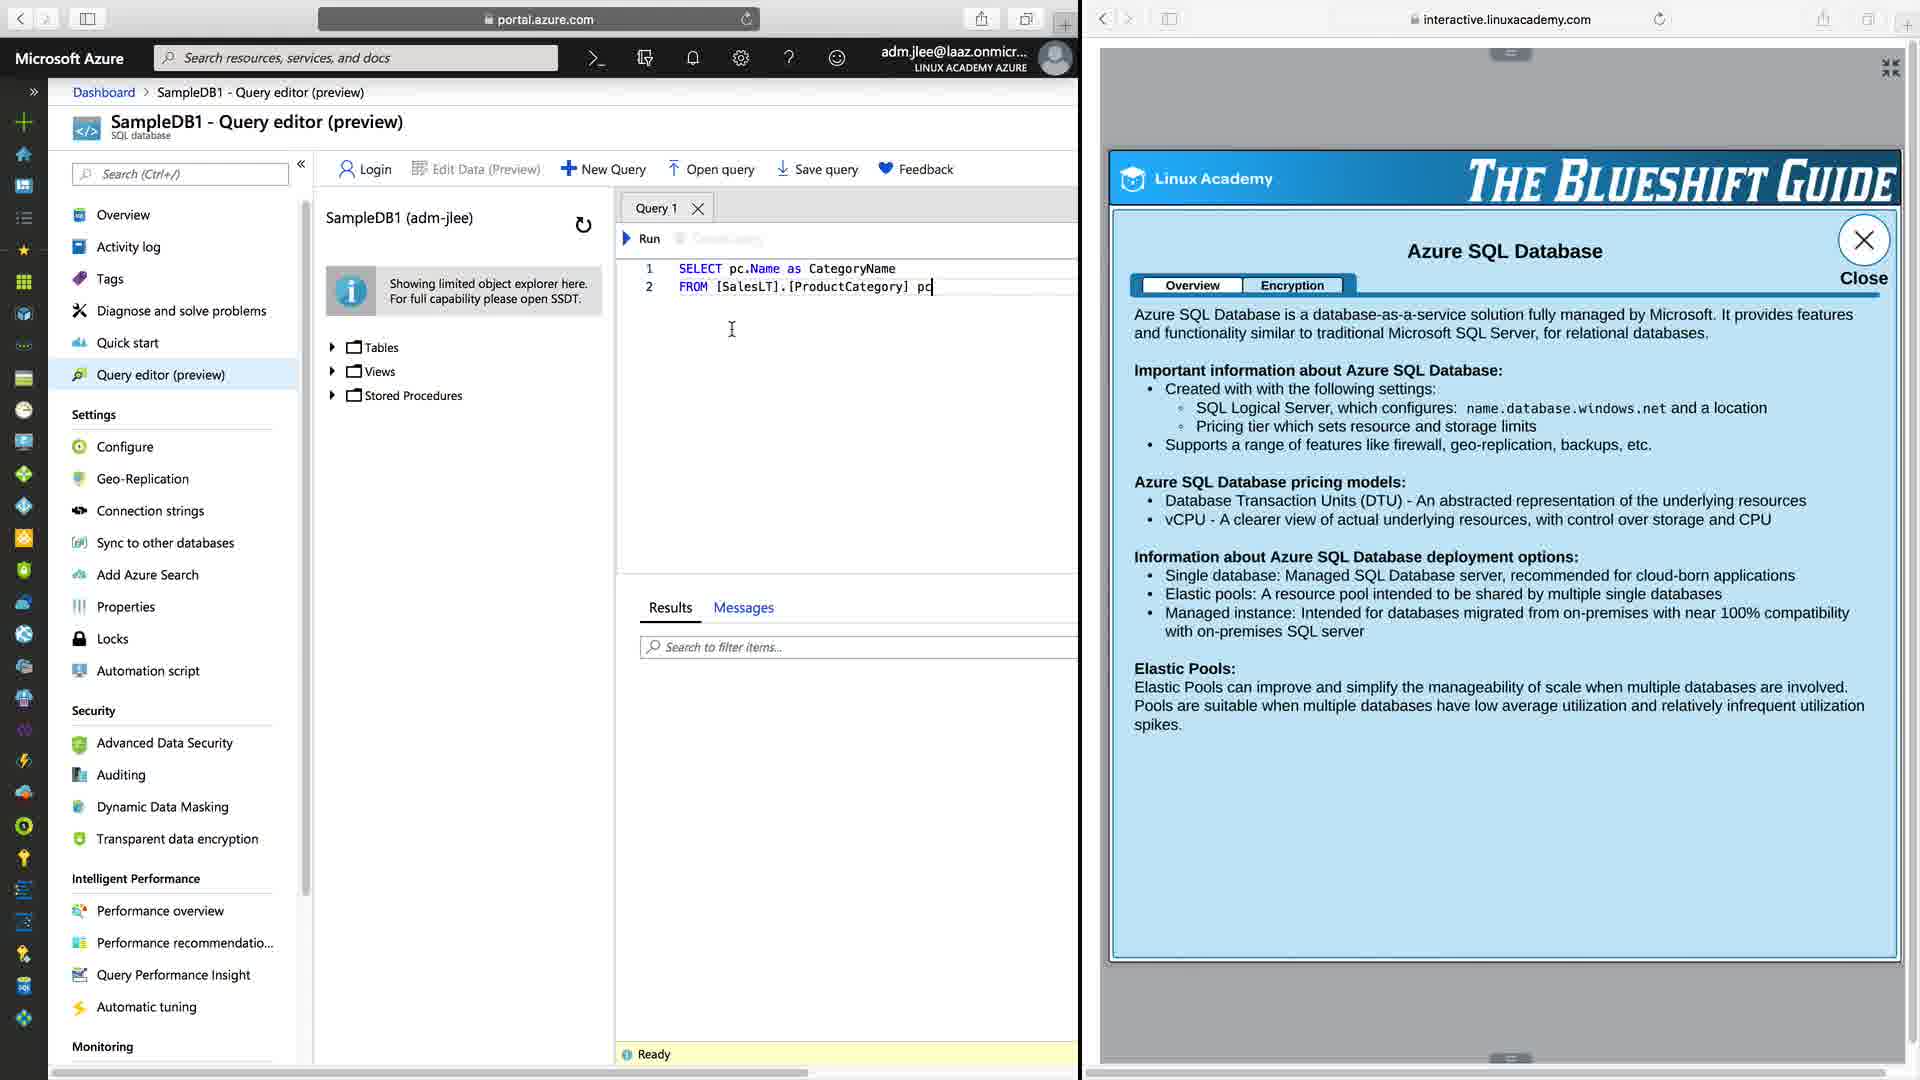 portal.azure.com
Microsoft Azure
Search resources, services, and docs
adm.jlee@laaz.onmicr...
LINUX ACADEMY AZURE
Dashboard > SampleDB1 - Query editor (preview)
SampleDB1 - Query editor (preview)
SQL database
Search (Ctrl+/)
Overview
Activity log
Tags
Diagnose and solve problems
Quick start
Query editor (preview)
Settings
Configure
Geo-Replication
Connection strings
Sync to other databases
Add Azure Search
Properties
Locks
Automation script
Security
Advanced Data Security
Auditing
Dynamic Data Masking
Transparent data encryption
Intelligent Performance
Performance overview
Performance recommendatio...
Query Performance Insight
Automatic tuning
Monitoring
Login
Edit Data (Preview)
New Query
Open query
Save query
Feedback
SampleDB1 (adm-jlee)
Showing limited object explorer here.
For full capability please open SSDT.
Tables
Views
Stored Procedures
Query 1
Run
1 SELECT pc.Name as CategoryName
2 FROM [SalesLT].[ProductCategory] pc
Results
Messages
Search to filter items...
Ready
interactive.linuxacademy.com
Linux Academy
THE BLUESHIFT GUIDE
Azure SQL Database
Close
Overview
Encryption
Azure SQL Database is a database-as-a-service solution fully managed by Microsoft. It provides features
and functionality similar to traditional Microsoft SQL Server, for relational databases.
Important information about Azure SQL Database:
• Created with with the following settings:
◦ SQL Logical Server, which configures: name.database.windows.net and a location
◦ Pricing tier which sets resource and storage limits
• Supports a range of features like firewall, geo-replication, backups, etc.
Azure SQL Database pricing models:
• Database Transaction Units (DTU) - An abstracted representation of the underlying resources
• vCPU - A clearer view of actual underlying resources, with control over storage and CPU
Information about Azure SQL Database deployment options:
• Single database: Managed SQL Database server, recommended for cloud-born applications
• Elastic pools: A resource pool intended to be shared by multiple single databases
• Managed instance: Intended for databases migrated from on-premises with near 100% compatibility
with on-premises SQL server
Elastic Pools:
Elastic Pools can improve and simplify the manageability of scale when multiple databases are involved.
Pools are suitable when multiple databases have low average utilization and relatively infrequent utilization
spikes.